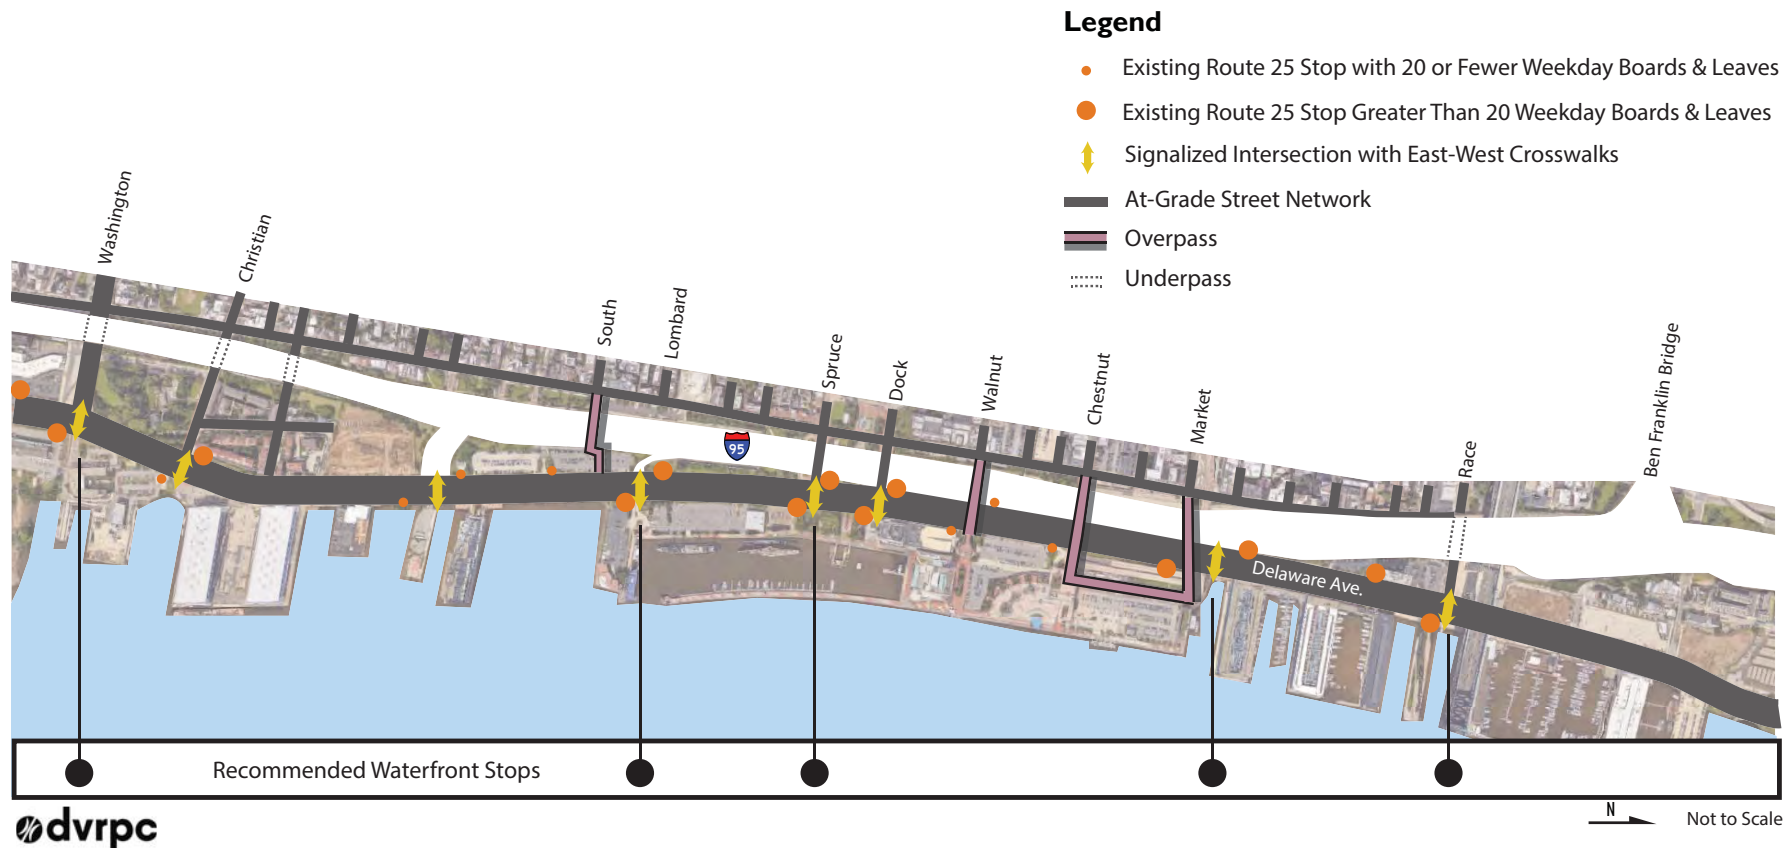 Legend
Existing Route 25 Stop with 20 or Fewer Weekday Boards & Leaves
Existing Route 25 Stop Greater Than 20 Weekday Boards & Leaves
Signalized Intersection with East-West Crosswalks
At-Grade Street Network
Overpass
Underpass
Washington
Christian
South
Lombard
Spruce
Dock
Walnut
Chestnut
Market
Race
Ben Franklin Bridge
95
Delaware Ave.
Recommended Waterfront Stops
dvrpc
N
Not to Scale